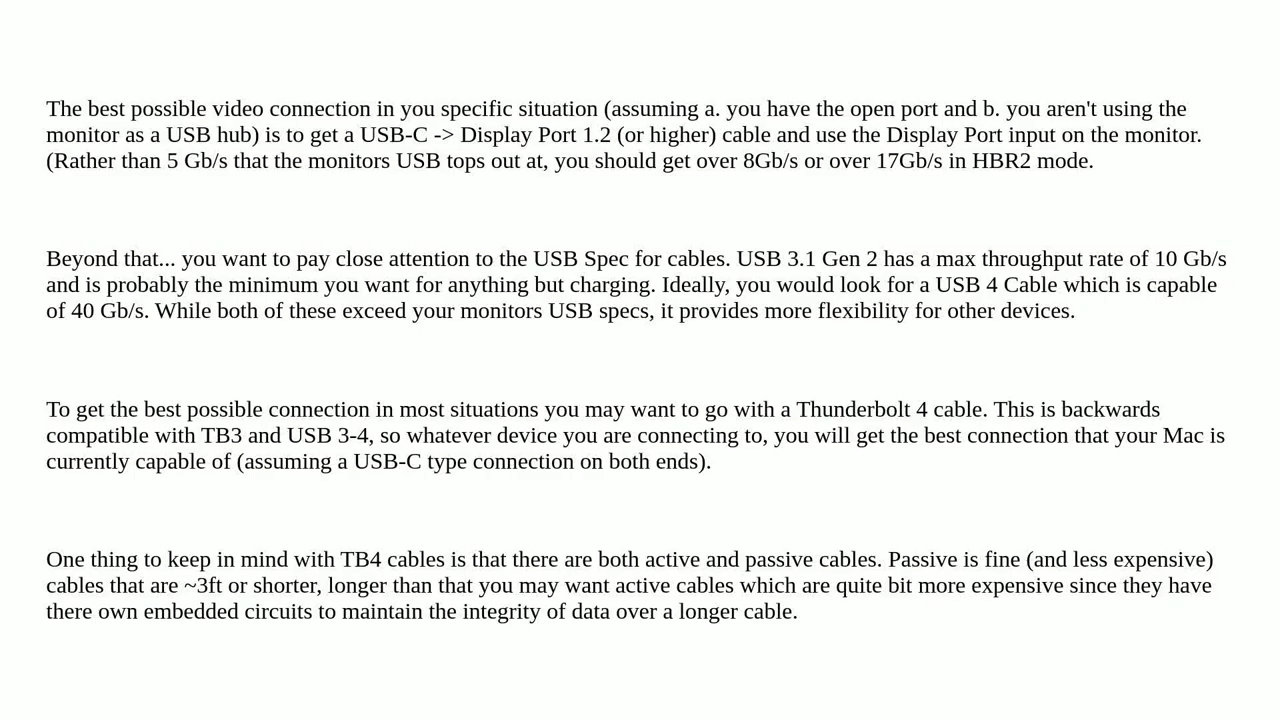 The best possible video connection in you specific situation (assuming a. you have the open port and b. you aren't using the
monitor as a USB hub) is to get a USB-C -> Display Port 1.2 (or higher) cable and use the Display Port input on the monitor.
(Rather than 5 Gb/s that the monitors USB tops out at, you should get over 8Gb/s or over 17Gb/s in HBR2 mode.
Beyond that... you want to pay close attention to the USB Spec for cables. USB 3.1 Gen 2 has a max throughput rate of 10 Gb/s
and is probably the minimum you want for anything but charging. Ideally, you would look for a USB 4 Cable which is capable
of 40 Gb/s. While both of these exceed your monitors USB specs, it provides more flexibility for other devices.
To get the best possible connection in most situations you may want to go with a Thunderbolt 4 cable. This is backwards
compatible with TB3 and USB 3-4, so whatever device you are connecting to, you will get the best connection that your Mac is
currently capable of (assuming a USB-C type connection on both ends).
One thing to keep in mind with TB4 cables is that there are both active and passive cables. Passive is fine (and less expensive)
cables that are ~3ft or shorter, longer than that you may want active cables which are quite bit more expensive since they have
there own embedded circuits to maintain the integrity of data over a longer cable.